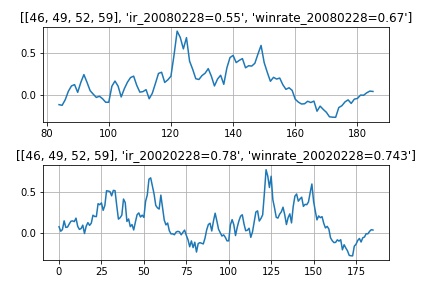 [[46, 49, 52, 59], 'ir_20080228=0.55', 'winrate_20080228=0.67']
0.5
0.0
80 100 120 140 160 180
[[46, 49, 52, 59], 'ir_20020228=0.78', 'winrate_20020228=0.743']
0.5
0.0
0 25 50 75 100 125 150 175